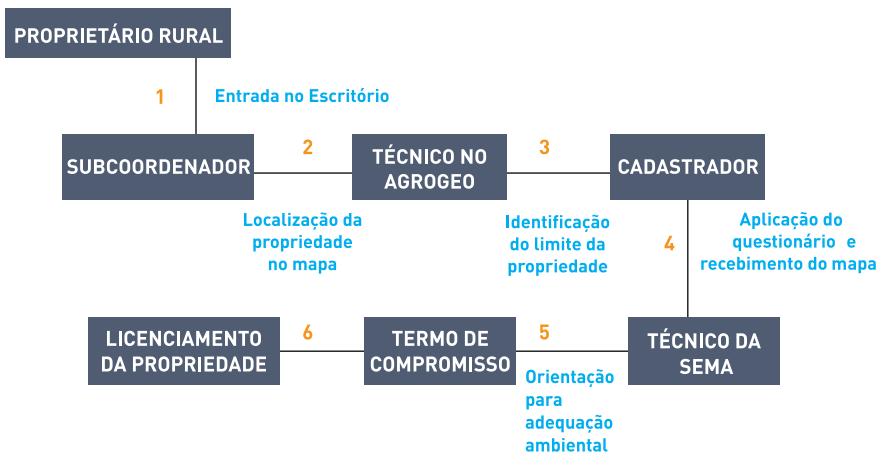 PROPRIETÁRIO RURAL
1
Entrada no Escritório
SUBCOORDENADOR
2
Localização da
propriedade
no mapa
TÉCNICO NO
AGROGEO
3
Identificação
do limite da
propriedade
CADASTRADOR
4
Aplicação do
questionário e
recebimento do mapa
TÉCNICO DA
SEMA
5
Orientação
para
adequação
ambiental
TERMO DE
COMPROMISSO
6
LICENCIAMENTO
DA PROPRIEDADE